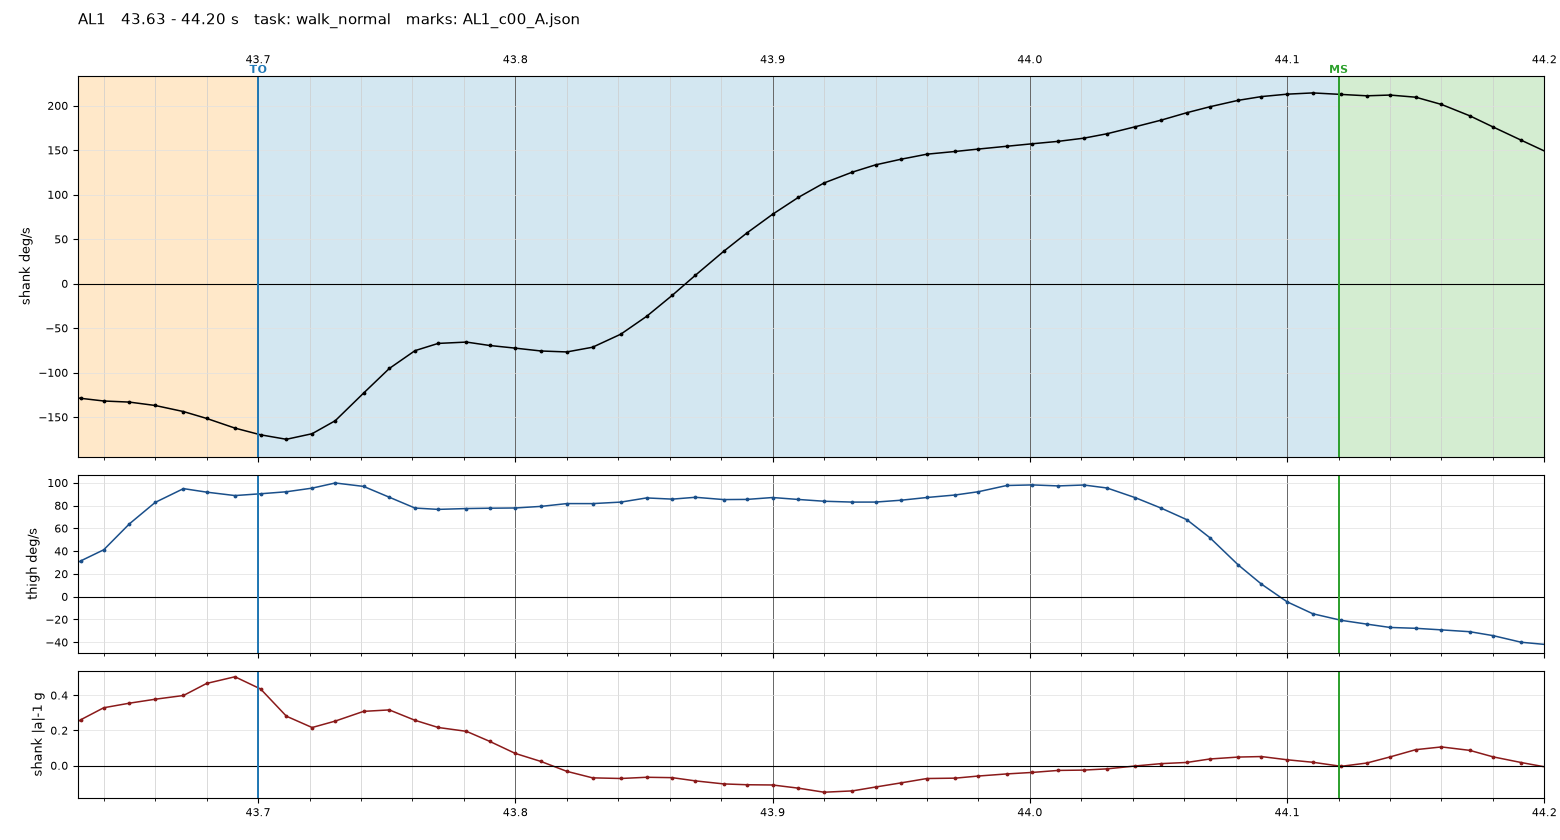 AL1   43.63 - 44.20 s   task: walk_normal   marks: AL1_c00_A.json
43.7 43.8 43.9 44.0 44.1 44.2
TO MS
shank deg/s
200
150
100
50
0
−50
−100
−150
thigh deg/s
100
80
60
40
20
0
−20
−40
shank |a|-1 g
0.4
0.2
0.0
43.7 43.8 43.9 44.0 44.1 44.2